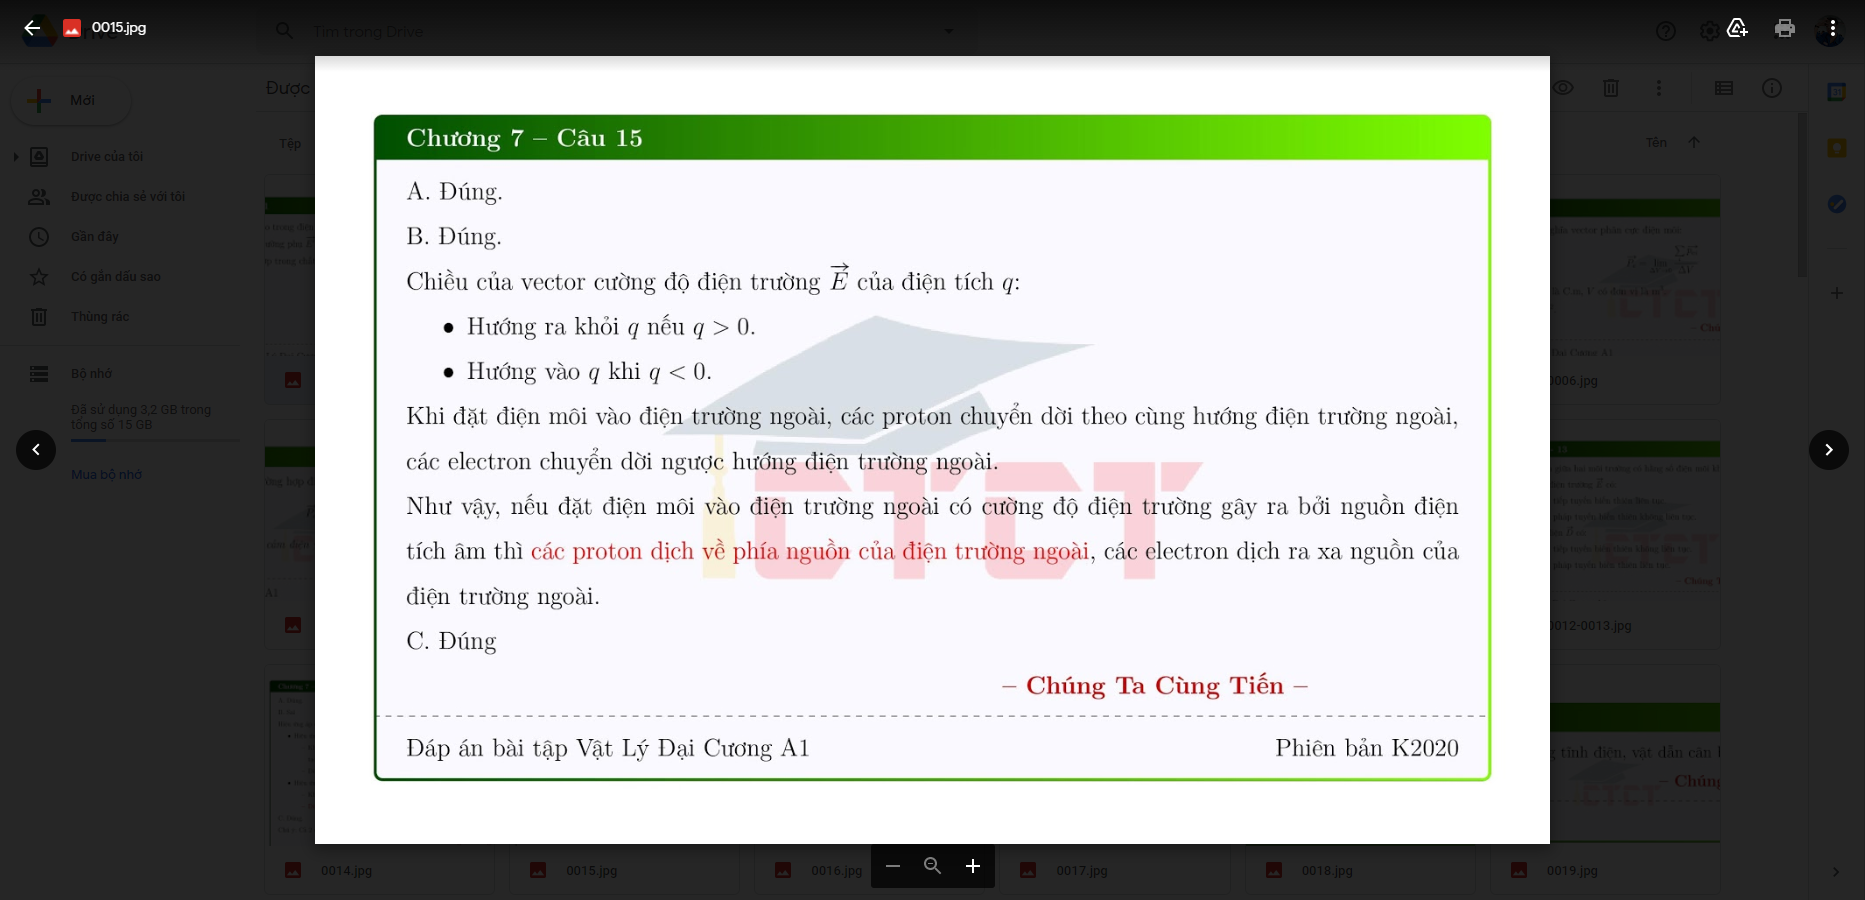 0015.jpg
Tìm trong Drive
Mới
Được
Tệp
Tên
Drive của tôi
Được chia sẻ với tôi
Gần đây
Có gắn dấu sao
Thùng rác
Bộ nhớ
Đã sử dụng 3,2 GB trong
tổng số 15 GB
Mua bộ nhớ
Chương 7 – Câu 15
A. Đúng.
B. Đúng.
Chiều của vector cường độ điện trường E⃗ của điện tích q:
• Hướng ra khỏi q nếu q > 0.
• Hướng vào q khi q < 0.
Khi đặt điện môi vào điện trường ngoài, các proton chuyển dời theo cùng hướng điện trường ngoài,
các electron chuyển dời ngược hướng điện trường ngoài.
Như vậy, nếu đặt điện môi vào điện trường ngoài có cường độ điện trường gây ra bởi nguồn điện
tích âm thì các proton dịch về phía nguồn của điện trường ngoài, các electron dịch ra xa nguồn của
điện trường ngoài.
C. Đúng
CTCT
– Chúng Ta Cùng Tiến –
Đáp án bài tập Vật Lý Đại Cương A1
Phiên bản K2020
0006.jpg
0012-0013.jpg
0014.jpg
0015.jpg
0016.jpg
0017.jpg
0018.jpg
0019.jpg